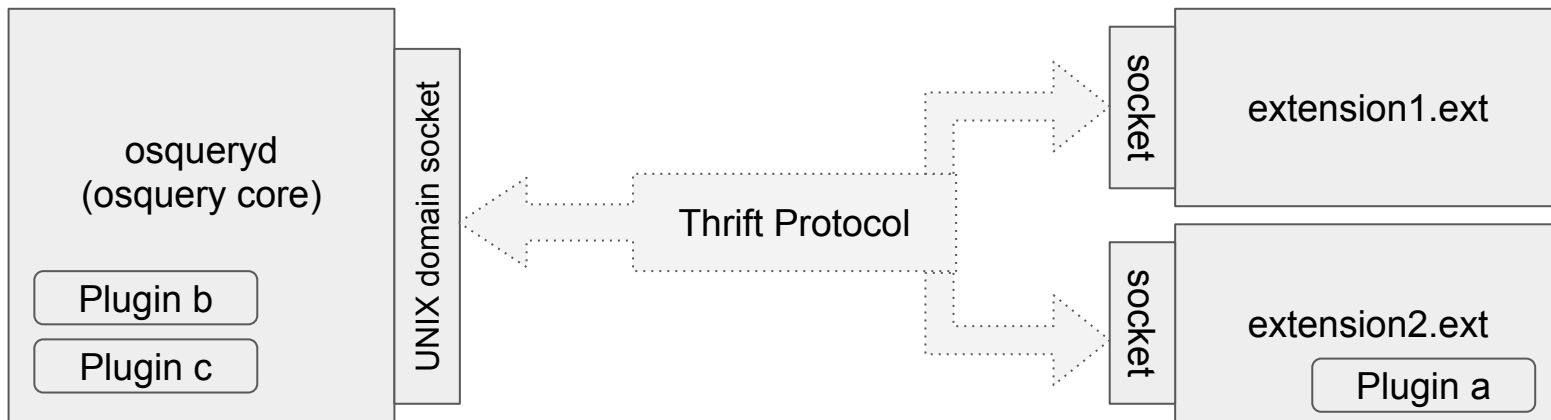 osqueryd
(osquery core)
Plugin b
Plugin c
UNIX domain socket
Thrift Protocol
socket
extension1.ext
socket
extension2.ext
Plugin a